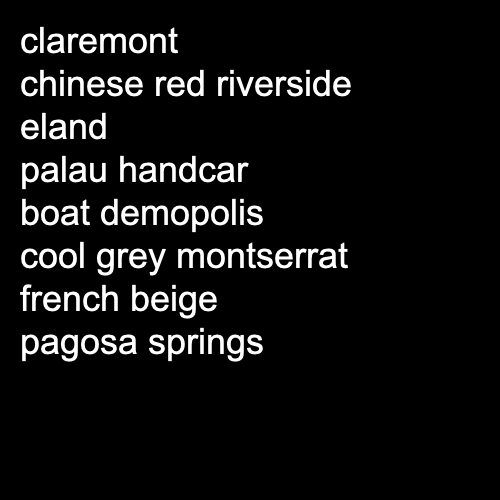 claremont
chinese red riverside
eland
palau handcar
boat demopolis
cool grey montserrat
french beige
pagosa springs